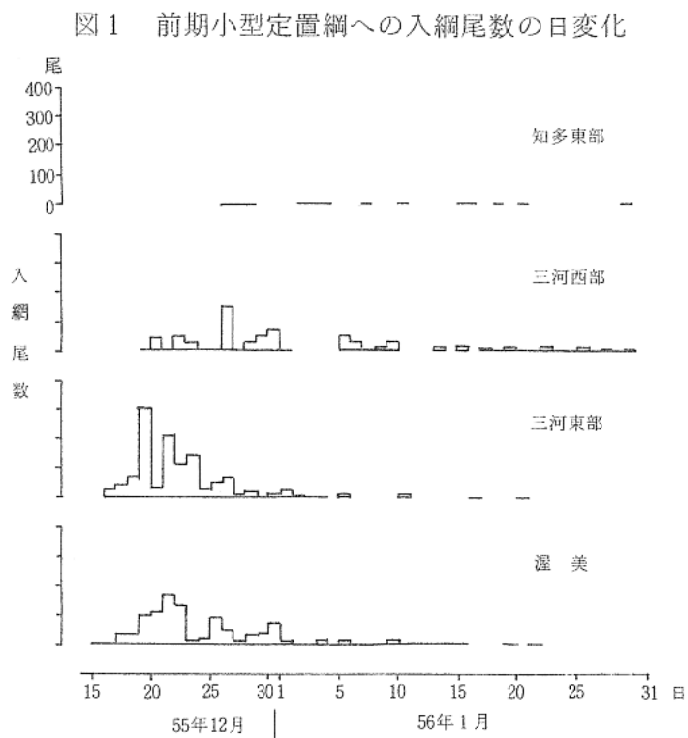 図1 前期小型定置網への入網尾数の日変化
尾
400
300
200
100
0
知多東部
入網尾数
三河西部
三河東部
渥美
15 20 25 30 1 5 10 15 20 25 31 日
55年12月 56年1月